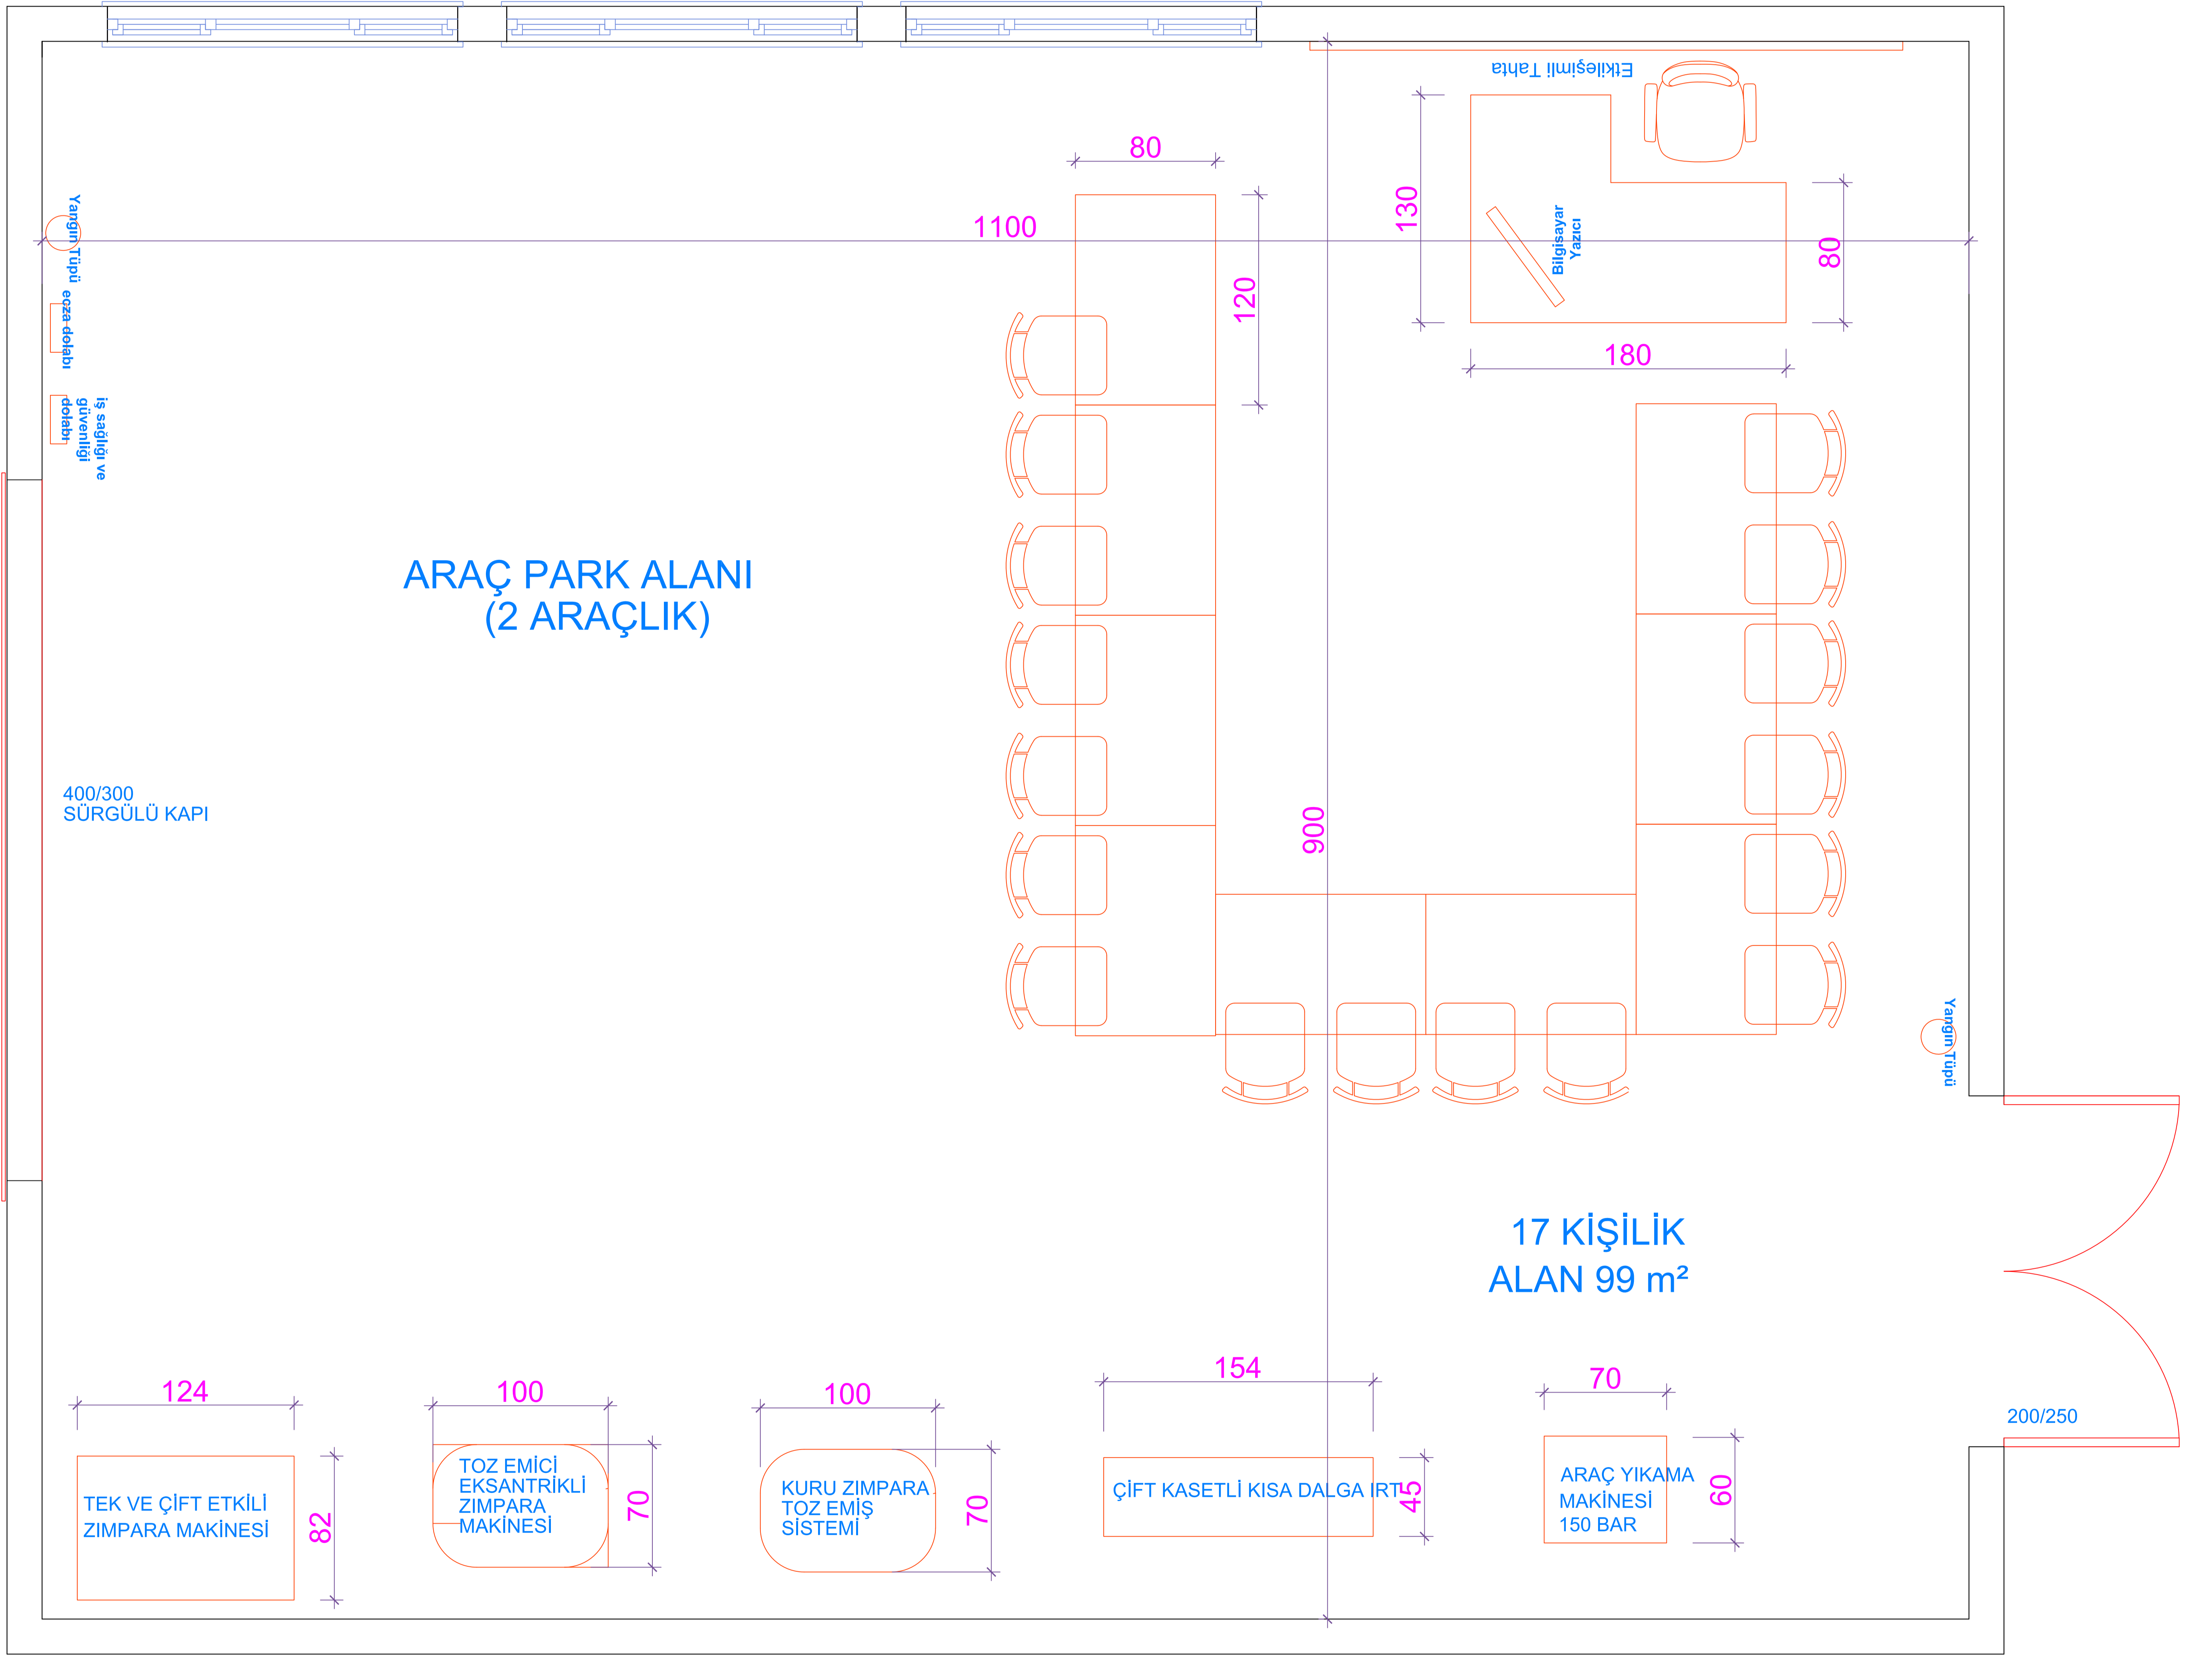 Etkileşimli Tahta
80
130
1100
120
Bilgisayar
Yazıcı
80
180
Yangın Tüpü
ecza dolabı
iş sağlığı ve
güvenliği
dolabı
ARAÇ PARK ALANI
(2 ARAÇLIK)
400/300
SÜRGÜLÜ KAPI
900
Yangın Tüpü
17 KİŞİLİK
ALAN 99 m²
200/250
124
TEK VE ÇİFT ETKİLİ
ZIMPARA MAKİNESİ
82
100
TOZ EMİCİ
EKSANTRİKLİ
ZIMPARA
MAKİNESİ
70
100
KURU ZIMPARA
TOZ EMİŞ
SİSTEMİ
70
154
ÇİFT KASETLİ KISA DALGA IRT
45
70
ARAÇ YIKAMA
MAKİNESİ
150 BAR
60